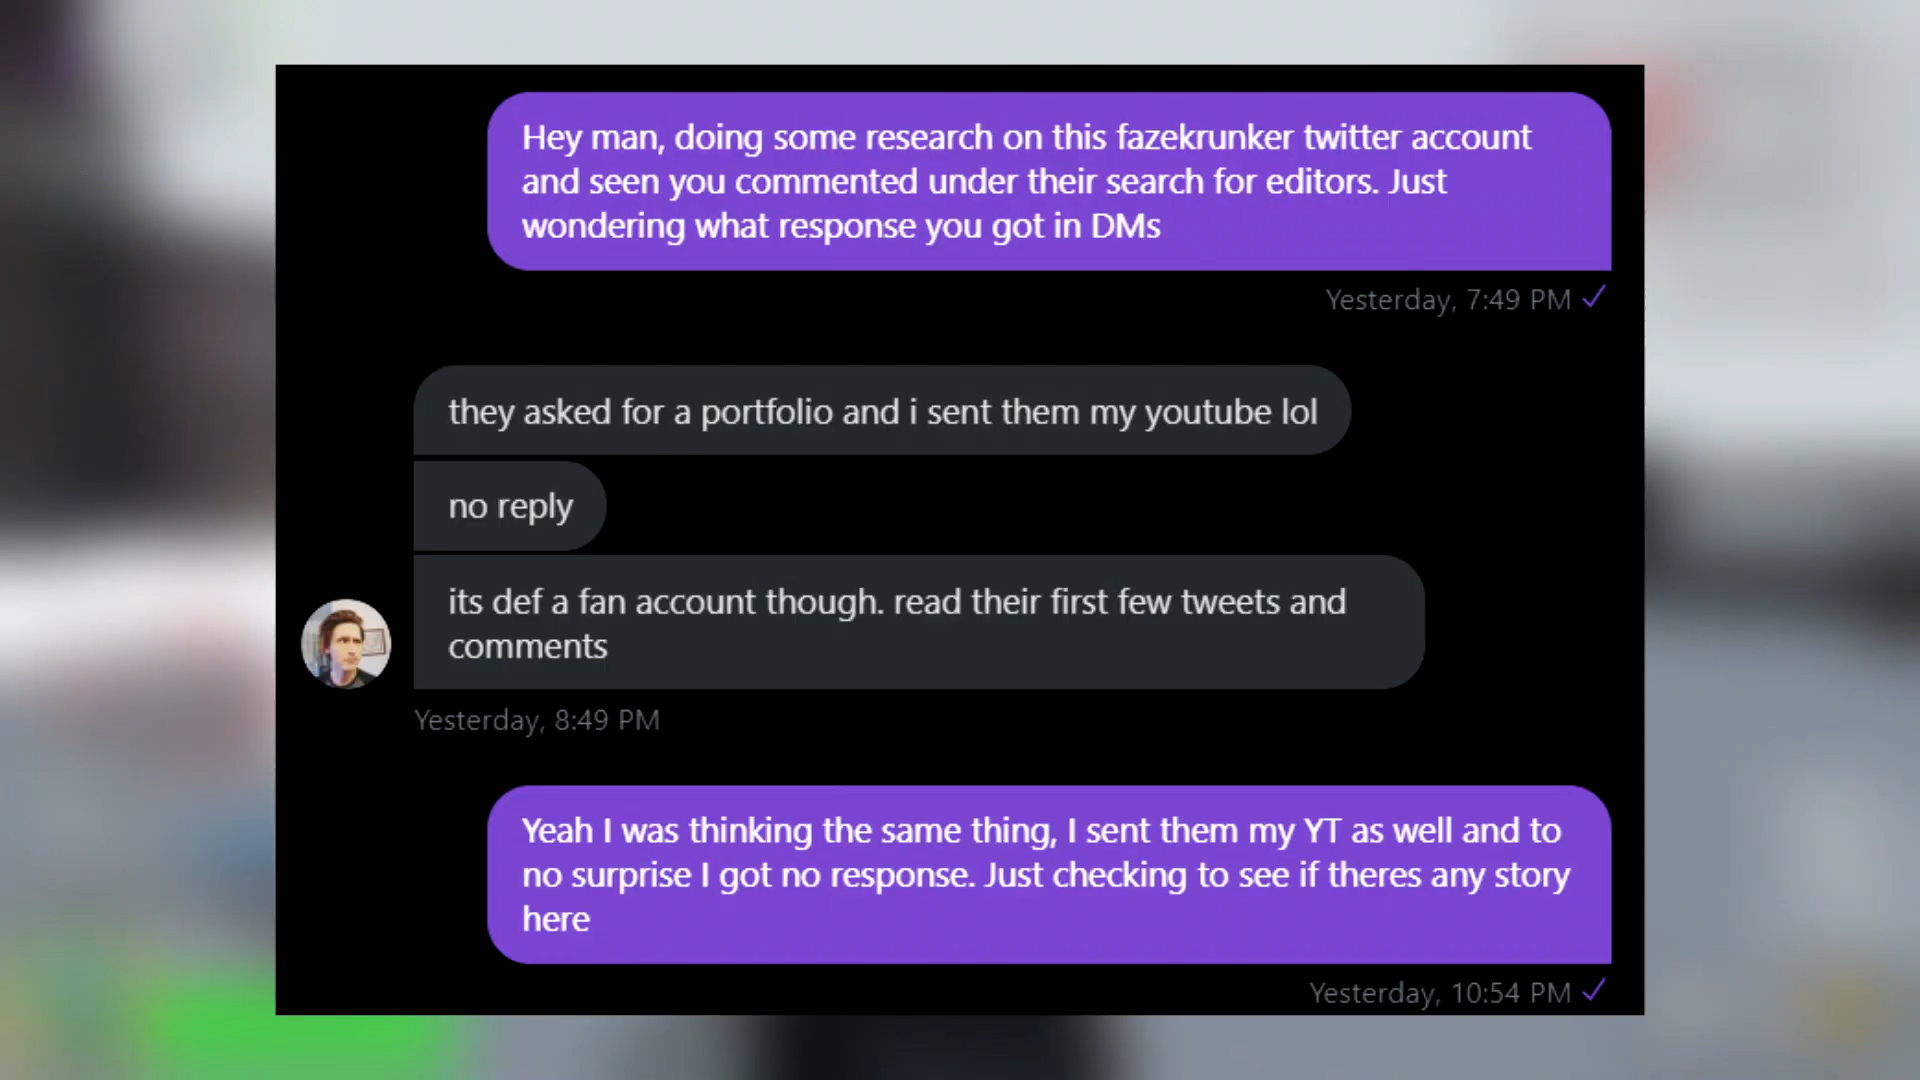 Hey man, doing some research on this fazekrunker twitter account
and seen you commented under their search for editors. Just
wondering what response you got in DMs
Yesterday, 7:49 PM
they asked for a portfolio and i sent them my youtube lol
no reply
its def a fan account though. read their first few tweets and
comments
Yesterday, 8:49 PM
Yeah I was thinking the same thing, I sent them my YT as well and to
no surprise I got no response. Just checking to see if theres any story
here
Yesterday, 10:54 PM